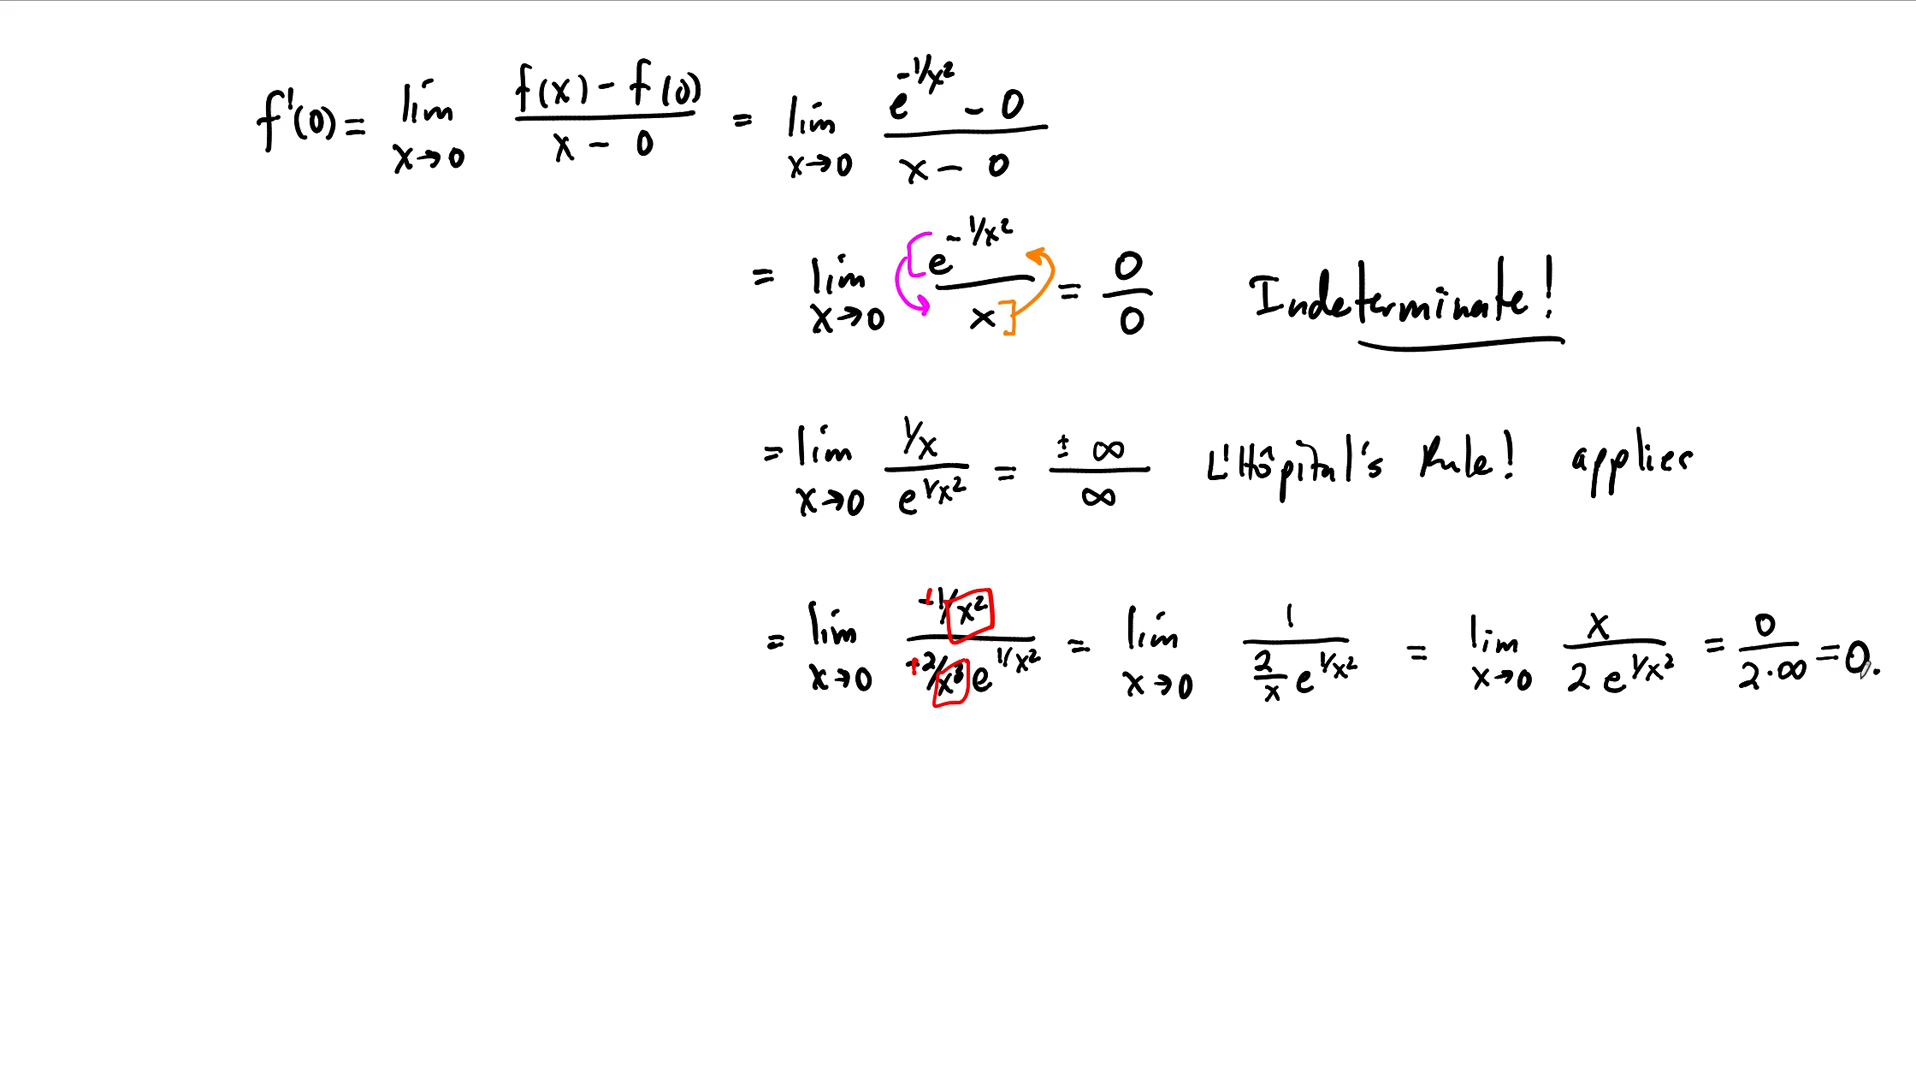 f'(0) = lim x→0 (f(x) - f(0))/(x - 0) = lim x→0 (e^(-1/x²) - 0)/(x - 0)
= lim x→0 e^(-1/x²)/x = 0/0 Indeterminate!
= lim x→0 (1/x)/(e^(1/x²)) = ±∞/∞ L'Hôpital's Rule! applies
= lim x→0 (+1/x²)/(+2/x³ e^(1/x²)) = lim x→0 1/((2/x) e^(1/x²)) = lim x→0 x/(2 e^(1/x²)) = 0/(2·∞) = 0.